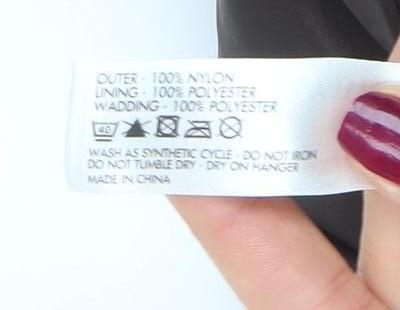 OUTER · 100% NYLON
LINING · 100% POLYESTER
WADDING · 100% POLYESTER
40
WASH AS SYNTHETIC CYCLE · DO NOT IRON
DO NOT TUMBLE DRY · DRY ON HANGER
MADE IN CHINA